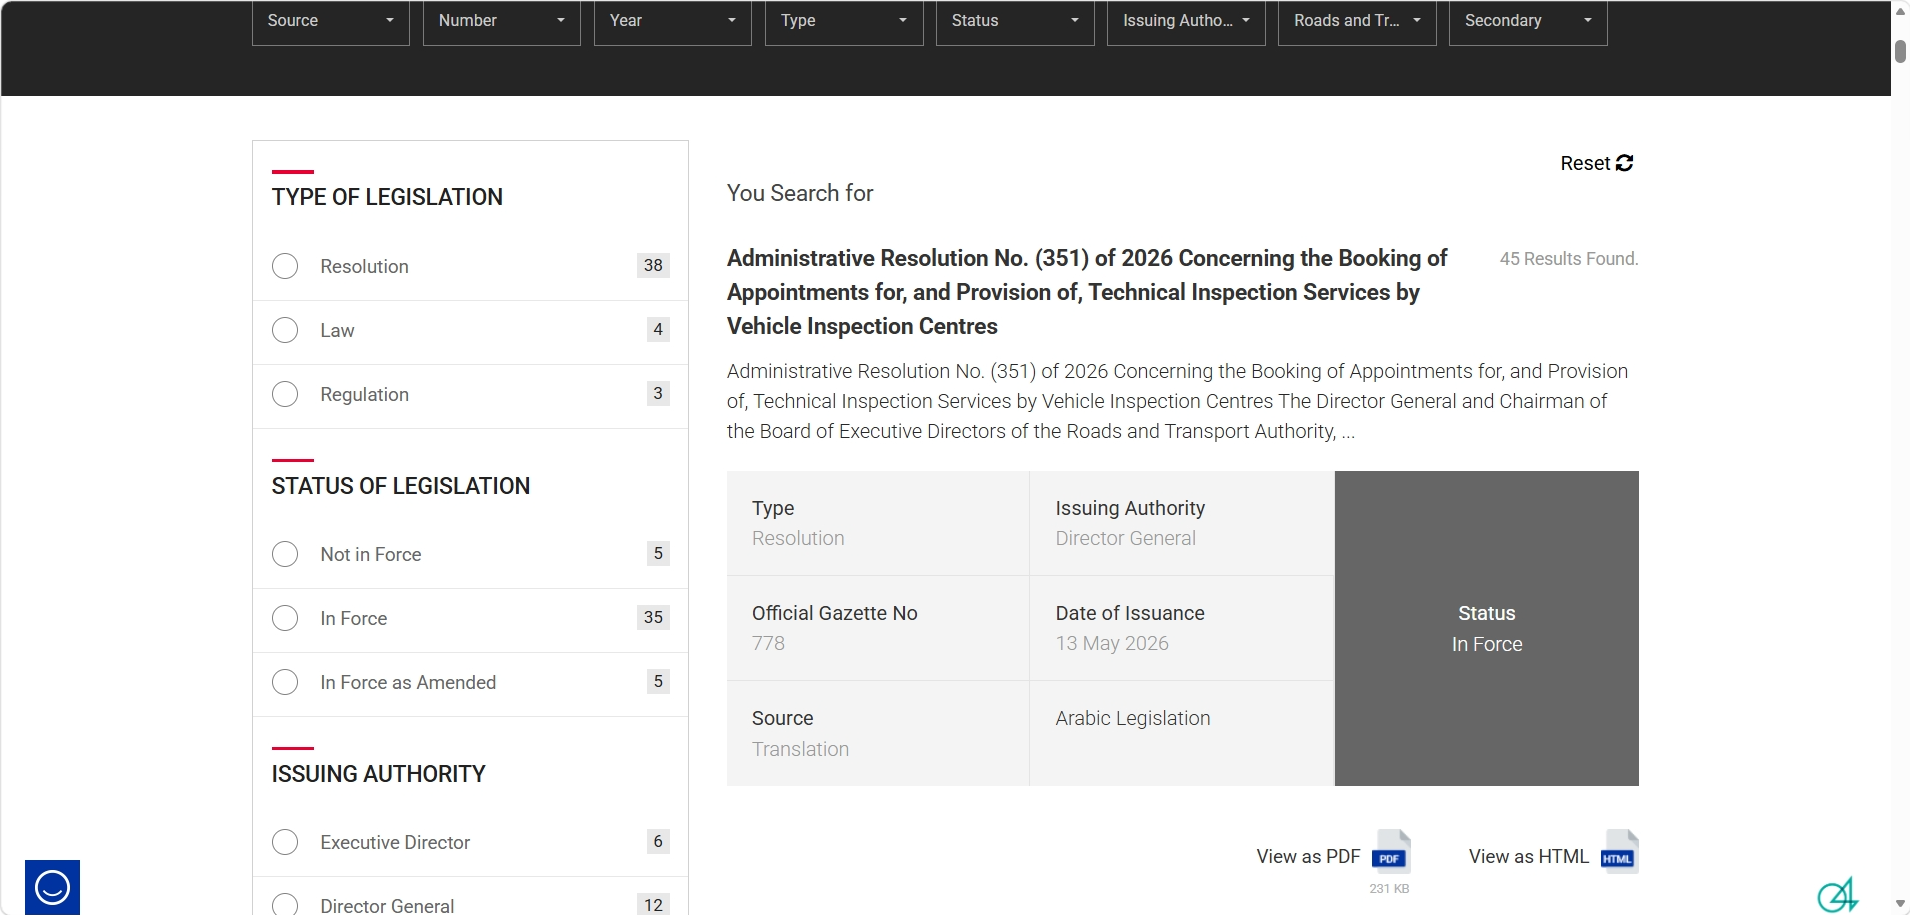 Source
Number
Year
Type
Status
Issuing Autho...
Roads and Tr...
Secondary
TYPE OF LEGISLATION
Resolution 38
Law 4
Regulation 3
STATUS OF LEGISLATION
Not in Force 5
In Force 35
In Force as Amended 5
ISSUING AUTHORITY
Executive Director 6
Director General 12
Reset
You Search for
Administrative Resolution No. (351) of 2026 Concerning the Booking of
Appointments for, and Provision of, Technical Inspection Services by
Vehicle Inspection Centres
45 Results Found.
Administrative Resolution No. (351) of 2026 Concerning the Booking of Appointments for, and Provision
of, Technical Inspection Services by Vehicle Inspection Centres The Director General and Chairman of
the Board of Executive Directors of the Roads and Transport Authority, ...
Type
Resolution
Issuing Authority
Director General
Official Gazette No
778
Date of Issuance
13 May 2026
Source
Translation
Arabic Legislation
Status
In Force
View as PDF
PDF
231 KB
View as HTML
HTML